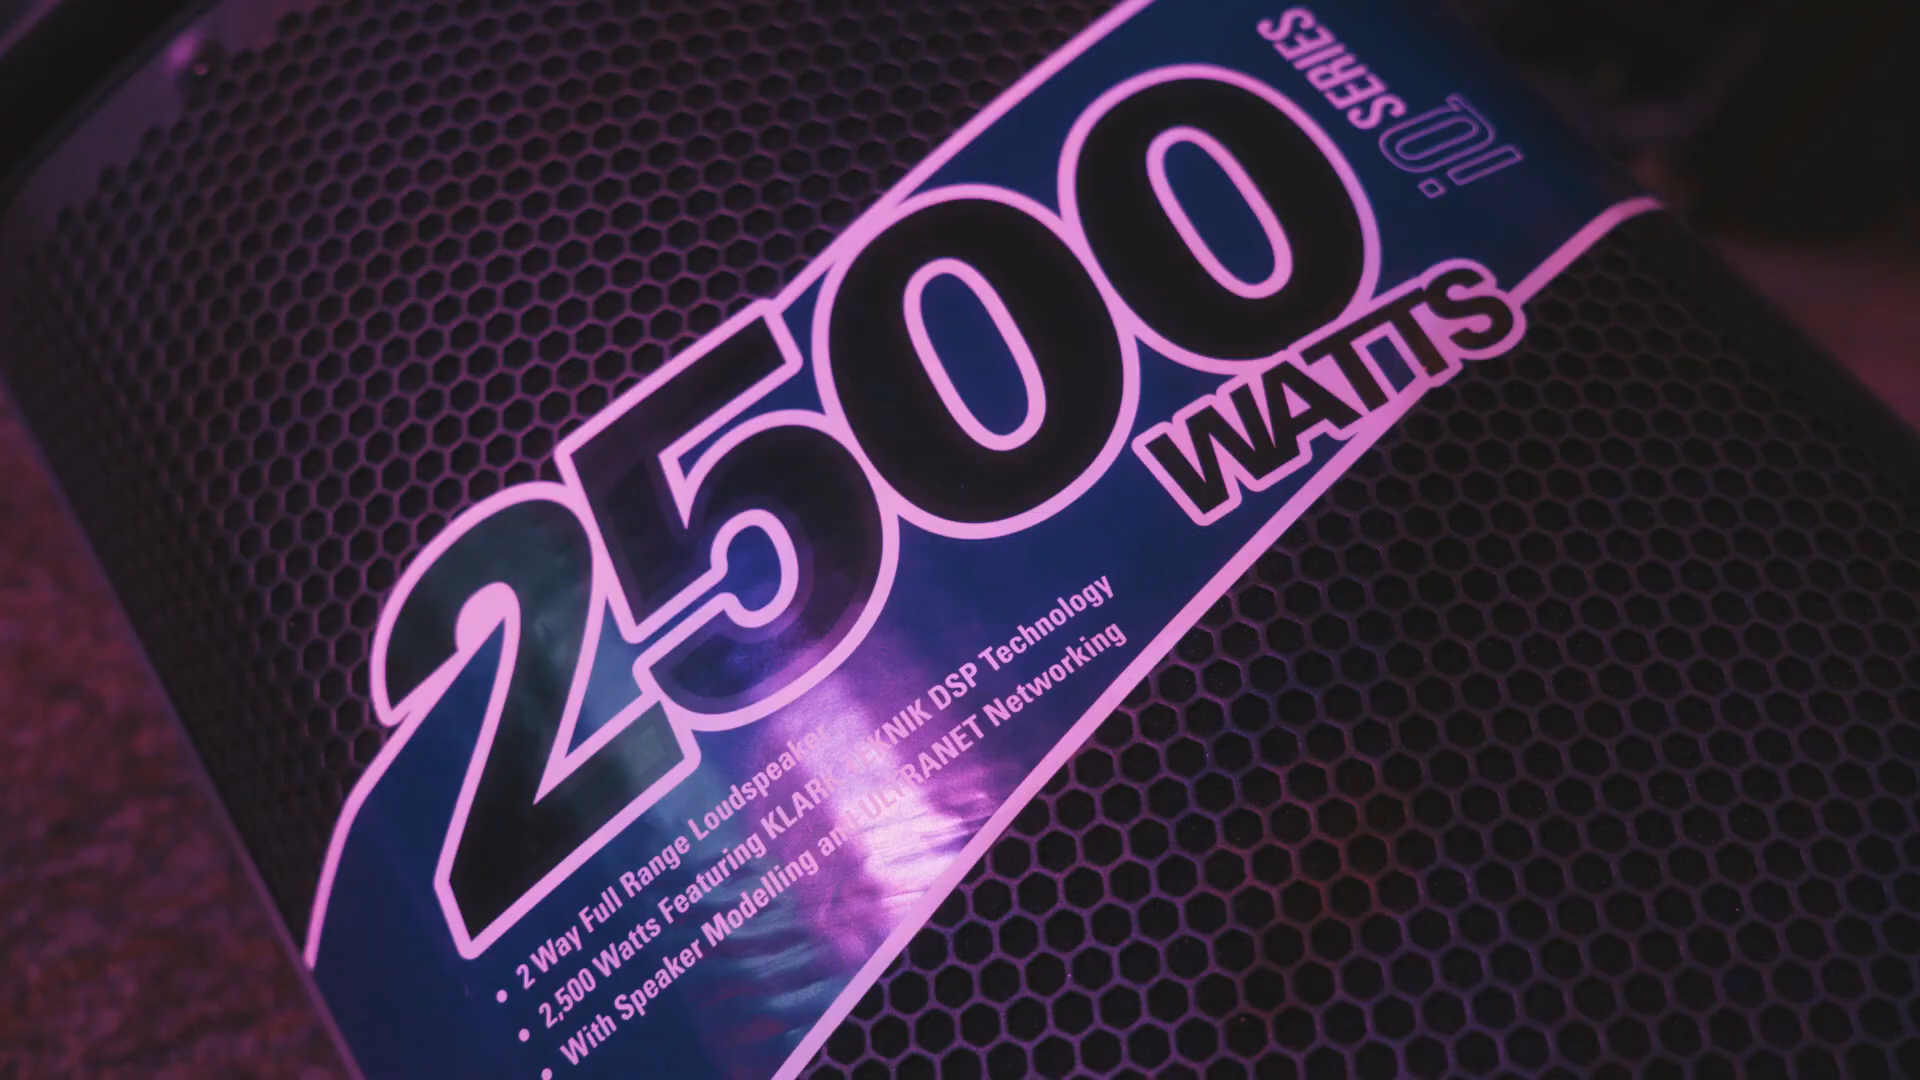 iQ SERIES
2500
WATTS
• 2 Way Full Range Loudspeaker
• 2,500 Watts Featuring KLARK TEKNIK DSP Technology
• With Speaker Modelling and ULTRANET Networking